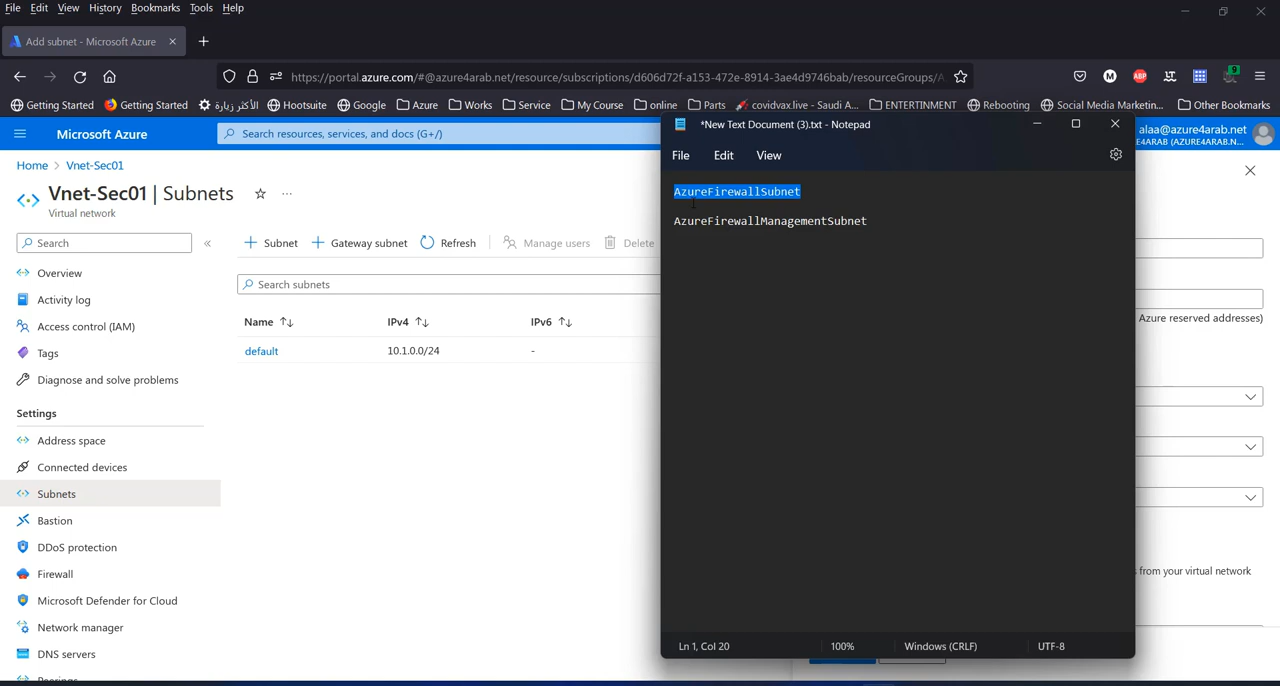 File Edit View History Bookmarks Tools Help
Add subnet - Microsoft Azure
https://portal.azure.com/#@azure4arab.net/resource/subscriptions/d606d72f-a153-472e-8914-3ae4d9746bab/resourceGroups/A
M ABP 9
Getting Started Getting Started الأكثر زيارة Hootsuite Google Azure Works Service My Course online Parts covidvax.live - Saudi A... ENTERTINMENT Rebooting Social Media Marketin... Other Bookmarks
Microsoft Azure
Search resources, services, and docs (G+/)
alaa@azure4arab.net
E4ARAB (AZURE4ARAB.N...
Home > Vnet-Sec01
Vnet-Sec01 | Subnets ...
Virtual network
Search «
Overview
Activity log
Access control (IAM)
Tags
Diagnose and solve problems
Settings
Address space
Connected devices
Subnets
Bastion
DDoS protection
Firewall
Microsoft Defender for Cloud
Network manager
DNS servers
Peerings
+ Subnet + Gateway subnet Refresh Manage users Delete
Search subnets
Name ↑↓ IPv4 ↑↓ IPv6 ↑↓
default 10.1.0.0/24 -
*New Text Document (3).txt - Notepad
File Edit View
AzureFirewallSubnet
AzureFirewallManagementSubnet
Ln 1, Col 20 100% Windows (CRLF) UTF-8
Azure reserved addresses)
from your virtual network